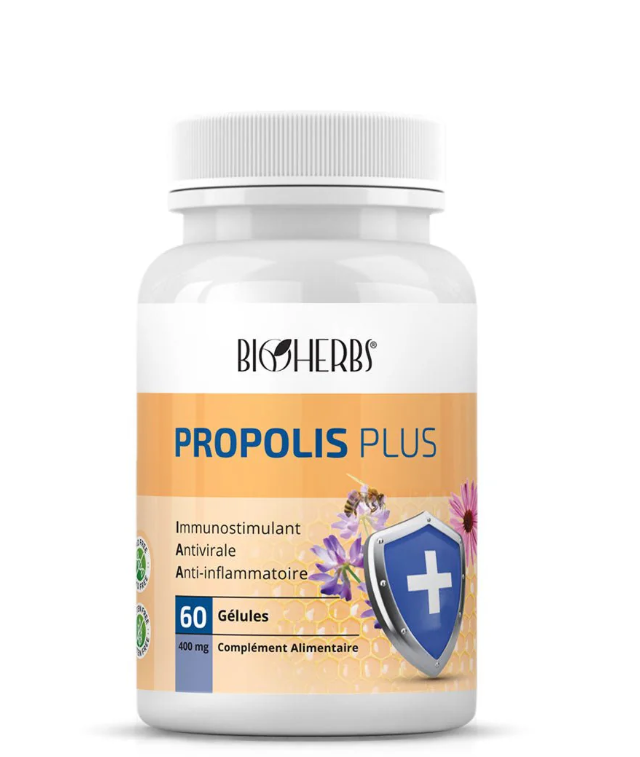 BIOHERBS®
PROPOLIS PLUS
Immunostimulant
Antivirale
Anti-inflammatoire
60 Gélules
400 mg Complément Alimentaire